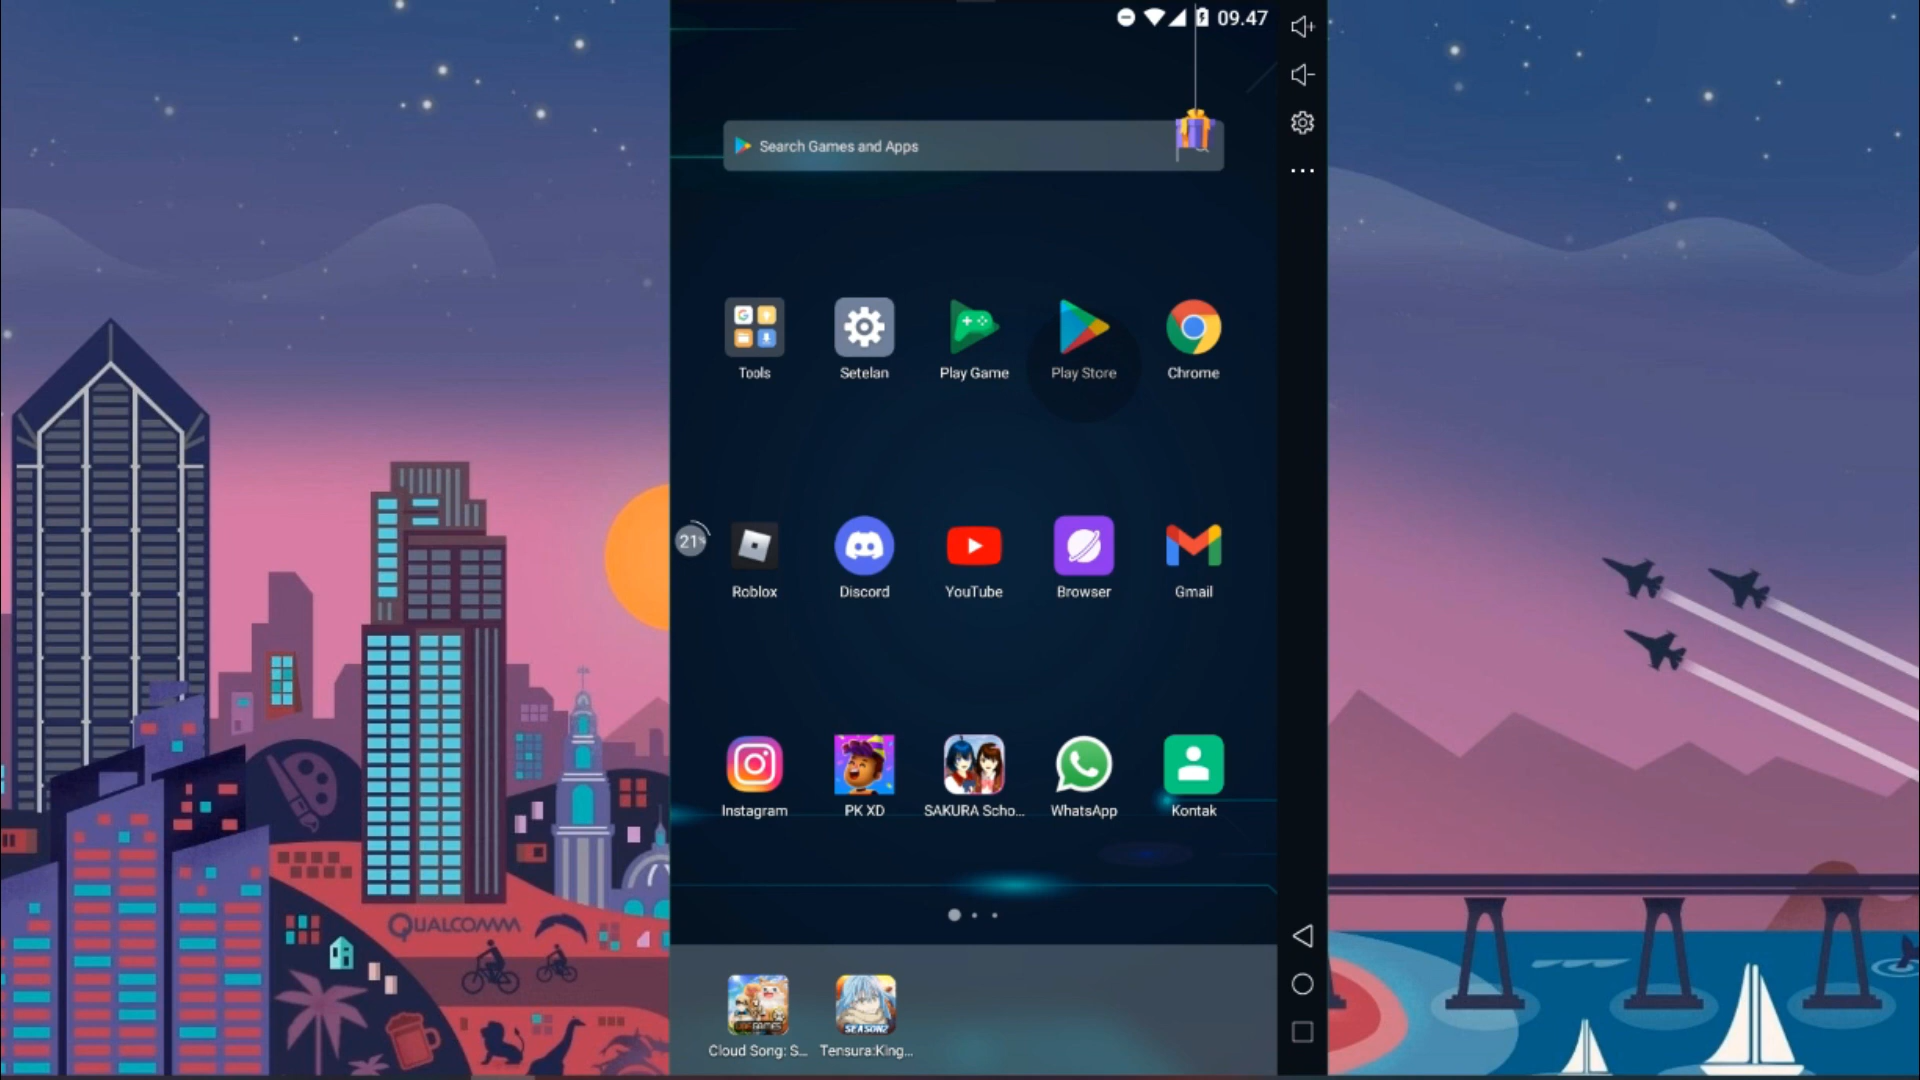 09.47
Search Games and Apps
Tools
Setelan
Play Game
Play Store
Chrome
21%
Roblox
Discord
YouTube
Browser
Gmail
Instagram
PK XD
SAKURA Scho...
WhatsApp
Kontak
QUALCOMM
SEASON2
Cloud Song: S...
Tensura:King...